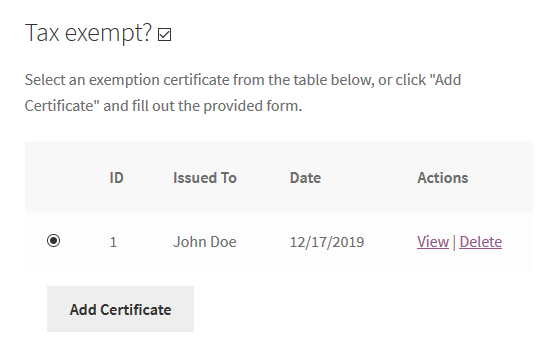 Tax exempt?
Select an exemption certificate from the table below, or click "Add
Certificate" and fill out the provided form.
ID Issued To Date Actions
1 John Doe 12/17/2019 View | Delete
Add Certificate